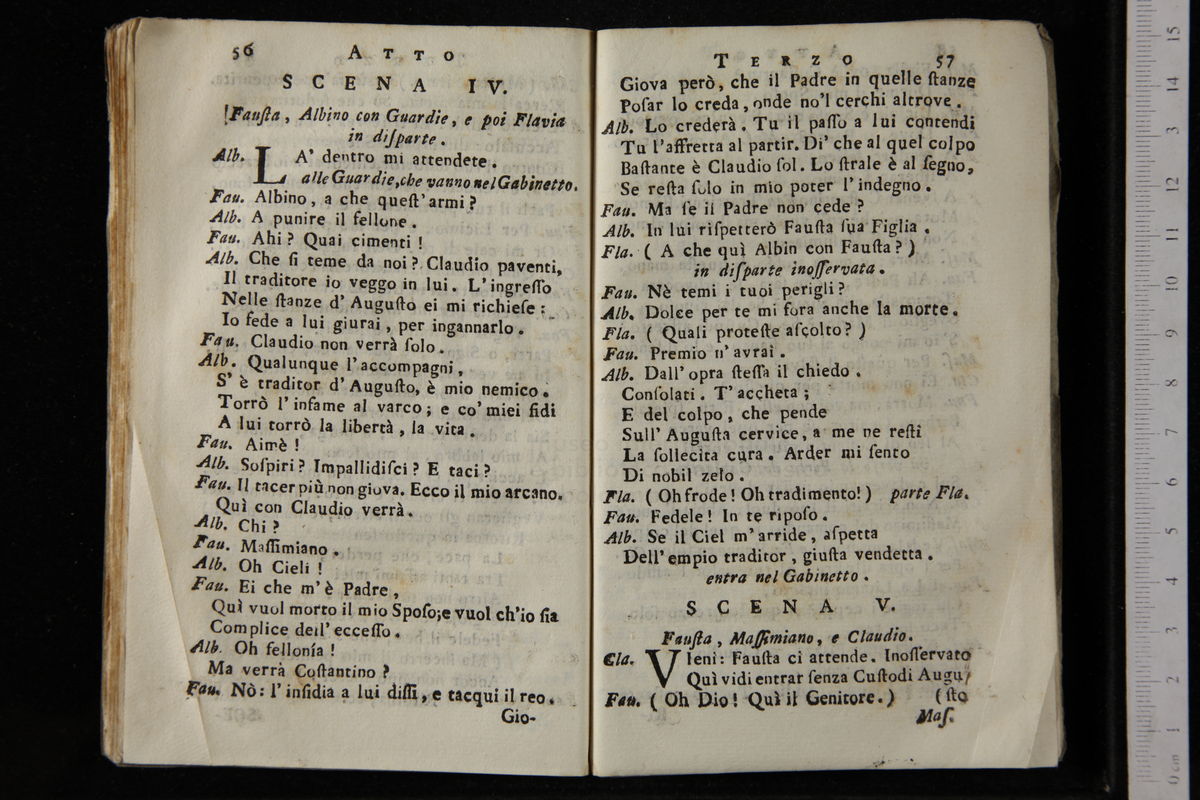 56 ATTO
SCENA IV.
Fauſta, Albino con Guardie, e poi Flavia
in diſparte.
Alb. LA' dentro mi attendete.
alle Guardie, che vanno nel Gabinetto.
Fau. Albino, a che queſt'armi?
Alb. A punire il fellone.
Fau. Ahi? Quai cimenti!
Alb. Che ſi teme da noi? Claudio paventi,
Il traditore io veggo in lui. L'ingreſſo
Nelle ſtanze d'Auguſto ei mi richieſe:
Io fede a lui giurai, per ingannarlo.
Fau. Claudio non verrà ſolo.
Alb. Qualunque l'accompagni,
S'è traditor d'Auguſto, è mio nemico.
Torrò l'infame al varco; e co'miei fidi
A lui torrò la libertà, la vita.
Fau. Aimè!
Alb. Soſpiri? Impallidiſci? E taci?
Fau. Il tacer più non giova. Ecco il mio arcano.
Quì con Claudio verrà.
Alb. Chi?
Fau. Maſſimiano.
Alb. Oh Cieli!
Fau. Ei che m'è Padre,
Quì vuol morto il mio Spoſo; e vuol ch'io ſia
Complice dell'ecceſſo.
Alb. Oh fellonía!
Ma verrà Coſtantino?
Fau. Nò: l'inſidia a lui diſſi, e tacqui il reo.
Gio-
TERZO 57
Giova però, che il Padre in quelle ſtanze
Poſar lo creda, onde no'l cerchi altrove.
Alb. Lo crederà. Tu il paſſo a lui contendi
Tu l'affretta al partir. Di' che al quel colpo
Baſtante è Claudio ſol. Lo ſtrale è al ſegno,
Se reſta ſolo in mio poter l'indegno.
Fau. Ma ſe il Padre non cede?
Alb. In lui riſpetterò Fauſta ſua Figlia.
Fla. (A che quì Albin con Fauſta?)
in diſparte inoſſervata.
Fau. Nè temi i tuoi perigli?
Alb. Dolce per te mi fora anche la morte.
Fla. (Quali proteſte aſcolto?)
Fau. Premio n'avrai.
Alb. Dall'opra ſteſſa il chiedo.
Conſolati. T'accheta;
E del colpo, che pende
Sull'Auguſta cervice, a me ne reſti
La ſollecita cura. Arder mi ſento
Di nobil zelo.
Fla. (Oh frode! Oh tradimento!) parte Fla.
Fau. Fedele! In te ripoſo.
Alb. Se il Ciel m'arride, aſpetta
Dell'empio traditor, giuſta vendetta.
entra nel Gabinetto.
SCENA V.
Fauſta, Maſſimiano, e Claudio.
Cla. VIeni: Fauſta ci attende. Inoſſervato
Quì vidi entrar ſenza Cuſtodi Augu-
Fau. (Oh Dio! Quì il Genitore.) (ſto
Maſ.